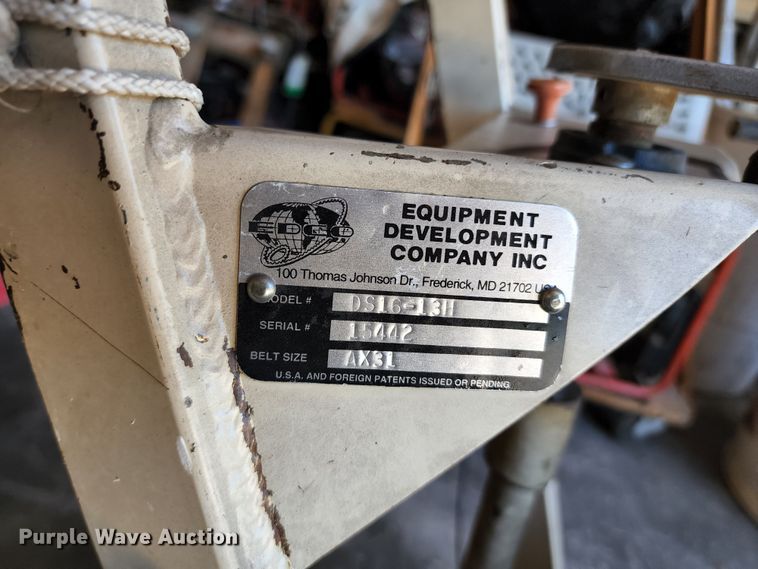 EDCO
EQUIPMENT
DEVELOPMENT
COMPANY INC
100 Thomas Johnson Dr., Frederick, MD 21702 USA
MODEL # DS16-13H
SERIAL # 15442
BELT SIZE AX31
U.S.A. AND FOREIGN PATENTS ISSUED OR PENDING
Purple Wave Auction